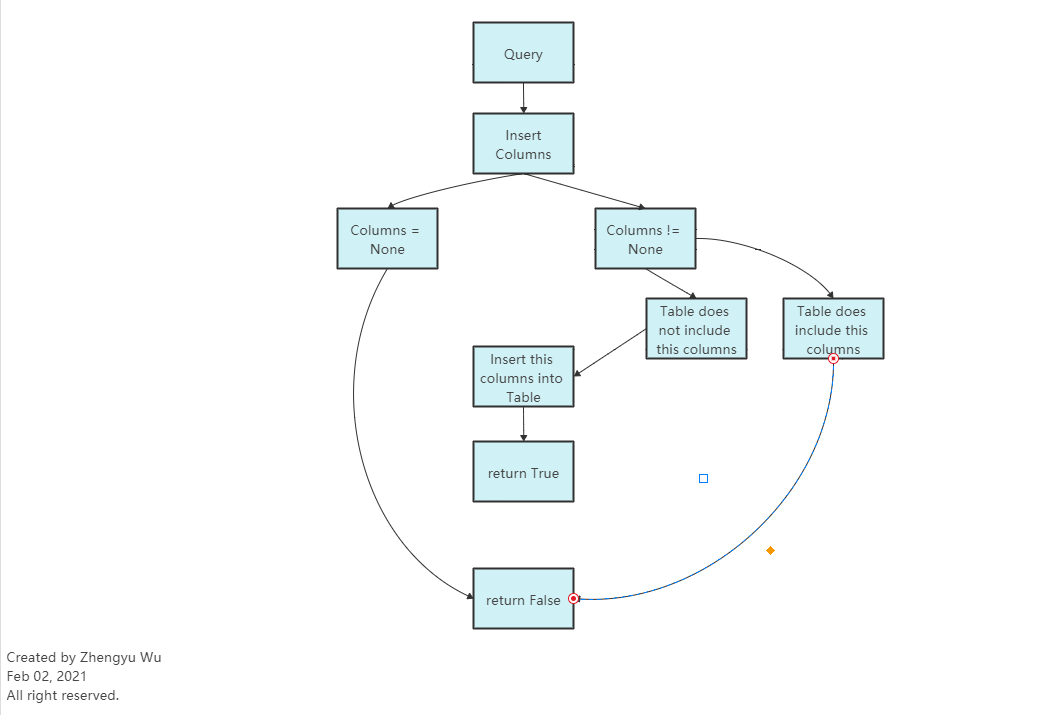 Query
Insert
Columns
Columns =
None
Columns !=
None
Table does
not include
this columns
Table does
include this
columns
Insert this
columns into
Table
return True
return False
Created by Zhengyu Wu
Feb 02, 2021
All right reserved.